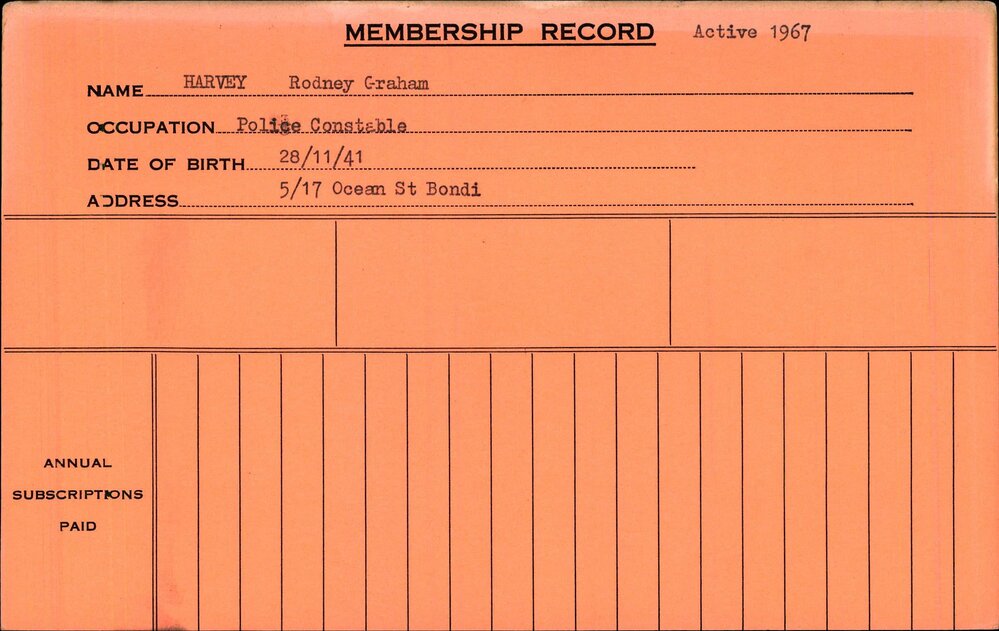 MEMBERSHIP RECORD Active 1967
NAME HARVEY Rodney Graham
OCCUPATION Police Constable
DATE OF BIRTH 28/11/41
ADDRESS 5/17 Ocean St Bondi
ANNUAL
SUBSCRIPTIONS
PAID